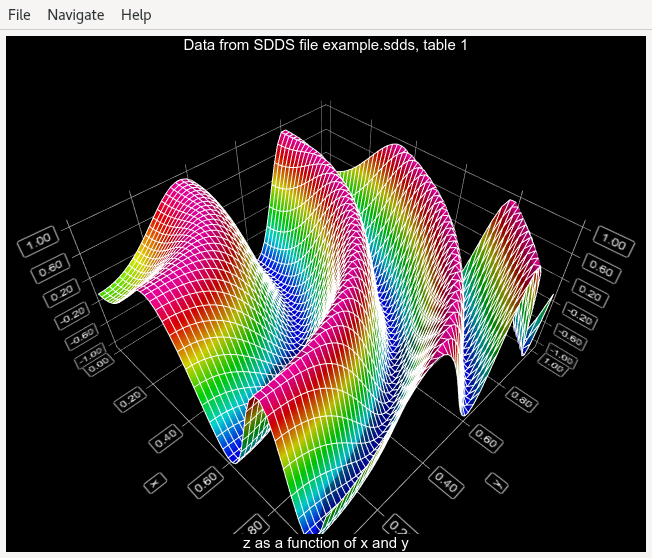 File Navigate Help
Data from SDDS file example.sdds, table 1
1.00 1.00
0.60 0.60
0.20 0.20
-0.20 -0.20
-0.60 -0.60
-1.00 -1.00
0.00 1.00
0.20 0.80
0.40 0.60
0.60 0.40
x y
80 0.2
z as a function of x and y